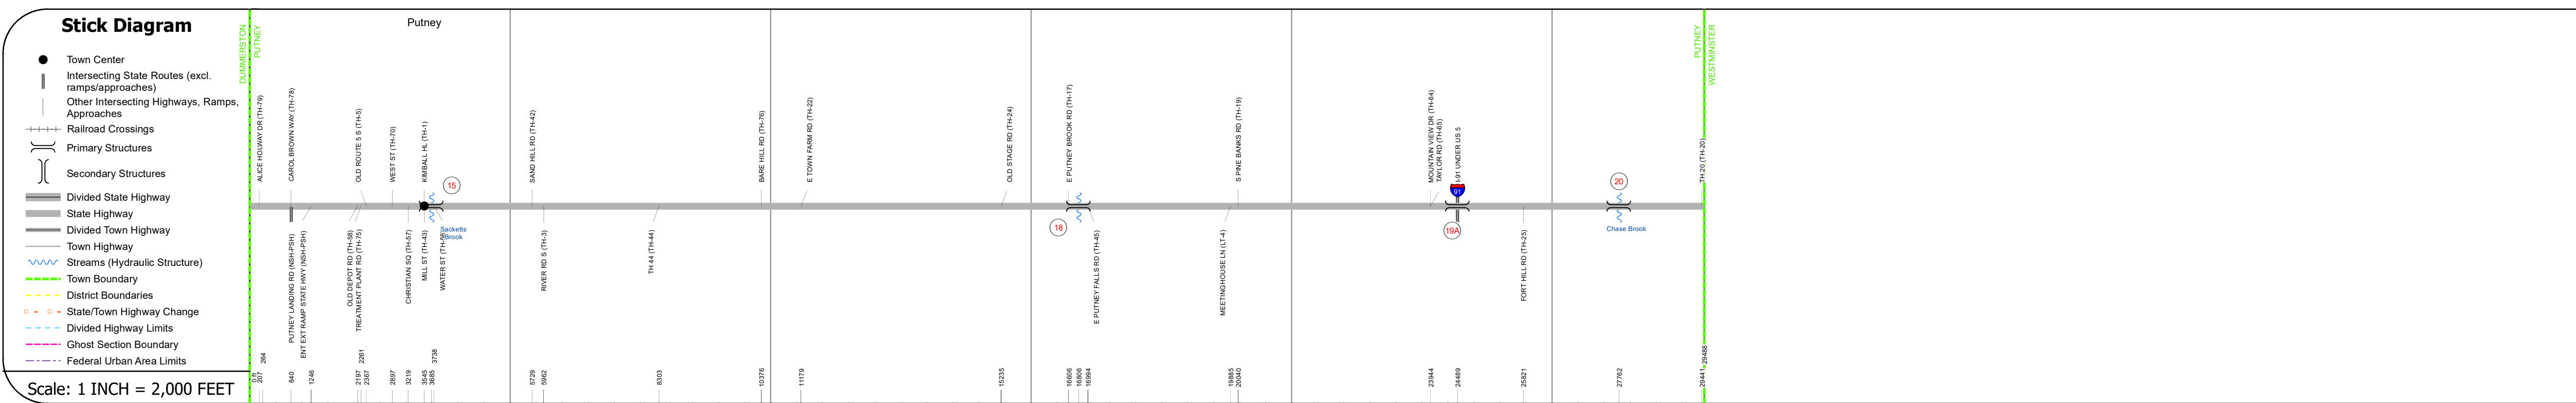 Stick Diagram
Town Center
Intersecting State Routes (excl.
ramps/approaches)
Other Intersecting Highways, Ramps,
Approaches
Railroad Crossings
Primary Structures
Secondary Structures
Divided State Highway
State Highway
Divided Town Highway
Town Highway
Streams (Hydraulic Structure)
Town Boundary
District Boundaries
State/Town Highway Change
Divided Highway Limits
Ghost Section Boundary
Federal Urban Area Limits
Scale: 1 INCH = 2,000 FEET
Putney
DUMMERSTON
PUTNEY
PUTNEY
WESTMINSTER
ALICE HOLWAY DR (TH-79)
CAROL BROWN WAY (TH-78)
OLD ROUTE 5 S (TH-5)
WEST ST (TH-70)
KIMBALL HL (TH-1)
SAND HILL RD (TH-42)
BARE HILL RD (TH-76)
E TOWN FARM RD (TH-22)
OLD STAGE RD (TH-24)
E PUTNEY BROOK RD (TH-17)
S PINE BANKS RD (TH-19)
MOUNTAIN VIEW DR (TH-64)
TAYLOR RD (TH-65)
I-91 UNDER US 5
TH 20 (TH-20)
15
91
20
18
19A
Sacketts
Brook
Chase Brook
PUTNEY LANDING RD (NSH-PSH)
ENT EXT RAMP STATE HWY (NSH-PSH)
OLD DEPOT RD (TH-58)
TREATMENT PLANT RD (TH-75)
CHRISTIAN SQ (TH-57)
MILL ST (TH-43)
WATER ST
RIVER RD S (TH-3)
TH 44 (TH-44)
E PUTNEY FALLS RD (TH-45)
MEETINGHOUSE LN (LT-4)
FORT HILL RD (TH-25)
0 ft
207
264
840
1246
2197
2261
2367
2897
3219
3545
3685
3738
5729
5962
8303
10376
11179
15235
16606
16806
16994
19885
20040
23944
24489
25821
27762
29441
29488